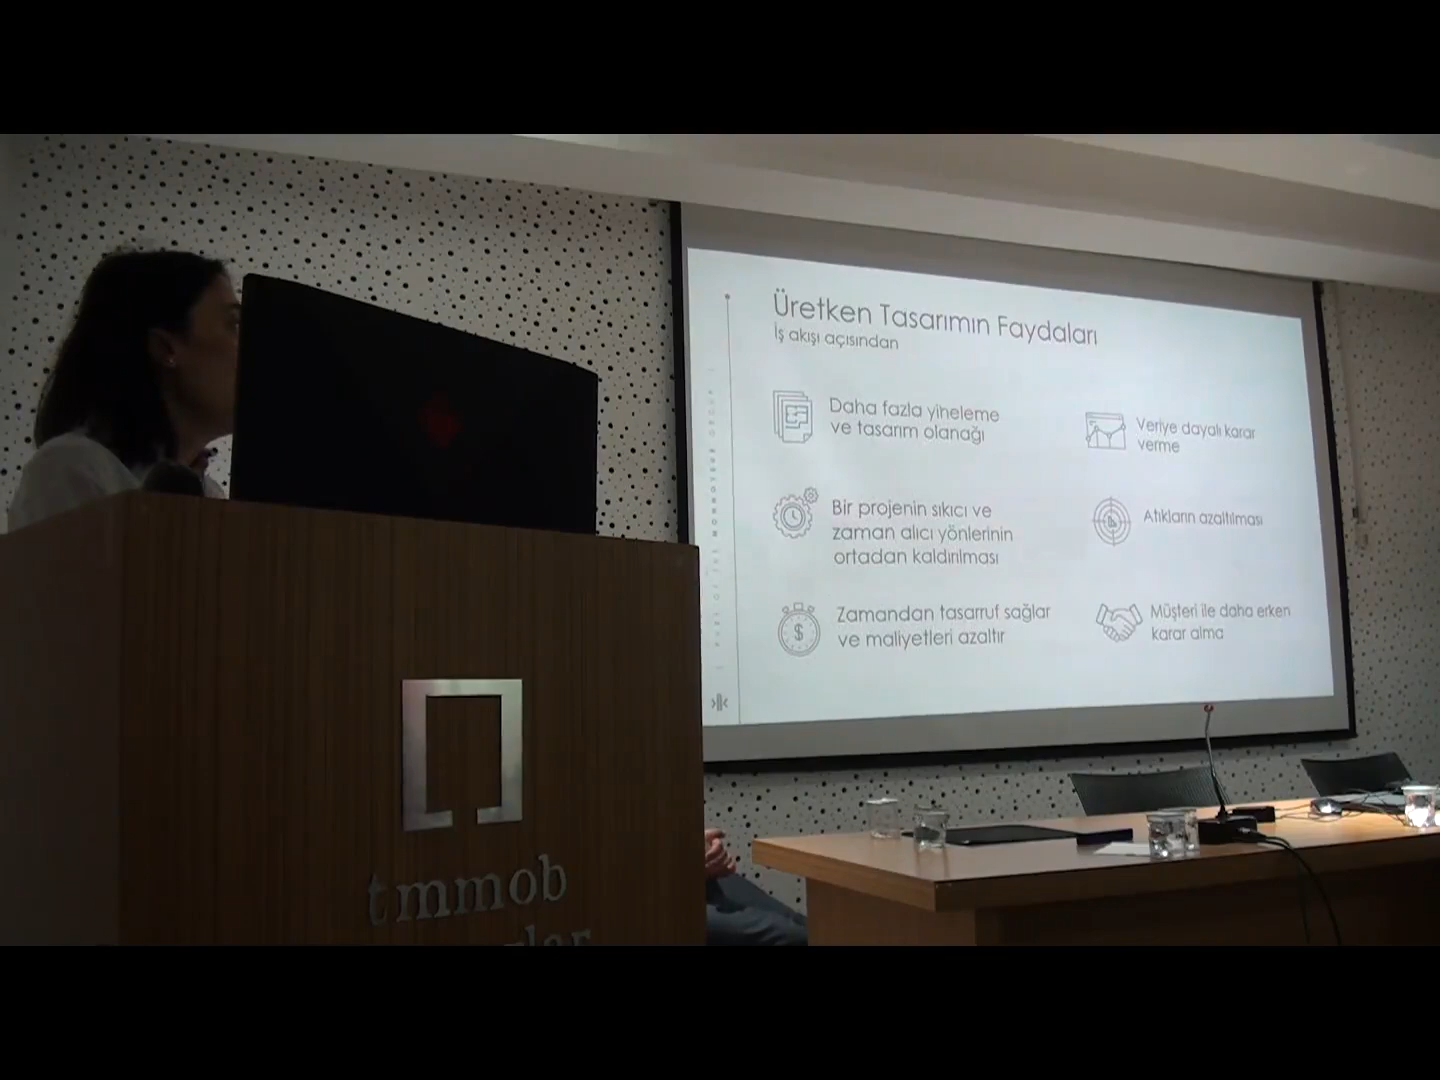 Üretken Tasarımın Faydaları
İş akışı açısından
Daha fazla yineleme
ve tasarım olanağı
Bir projenin sıkıcı ve
zaman alıcı yönlerinin
ortadan kaldırılması
Zamandan tasarruf sağlar
ve maliyetleri azaltır
Veriye dayalı karar
verme
Atıkların azaltılması
Müşteri ile daha erken
karar alma
tmmob